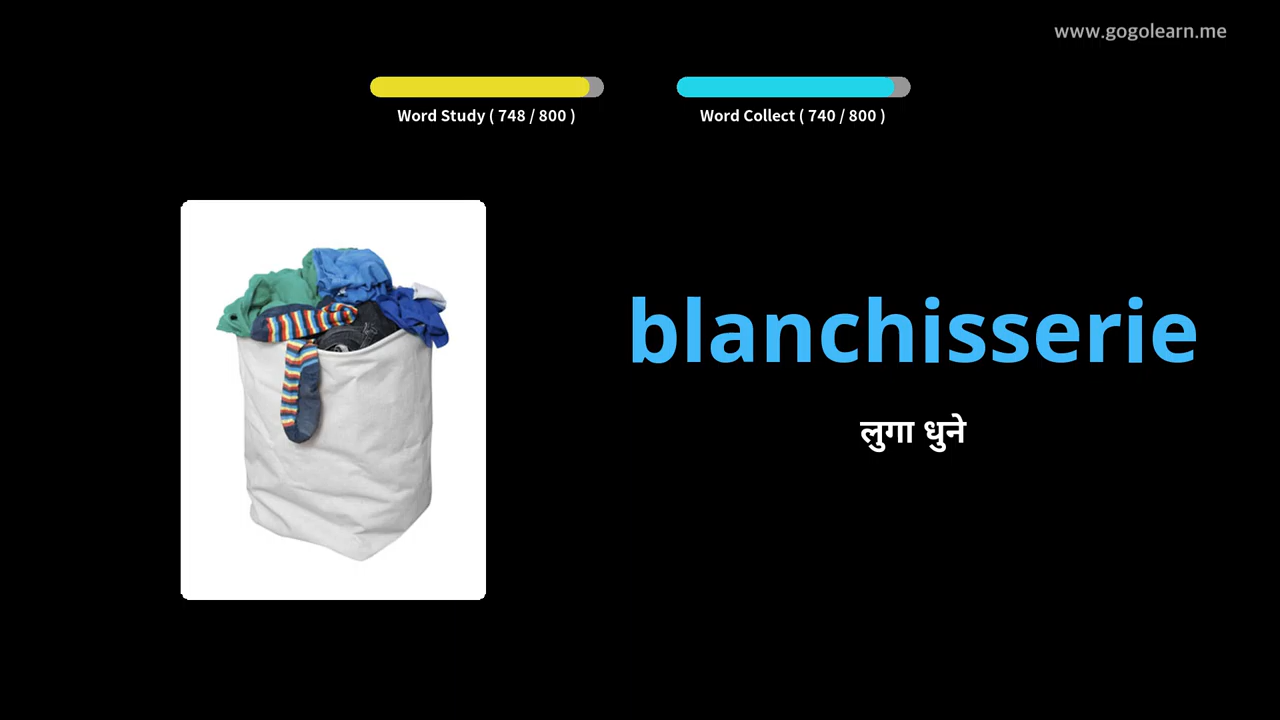 www.gogolearn.me
Word Study ( 748 / 800 )
Word Collect ( 740 / 800 )
blanchisserie
लुगा धुने